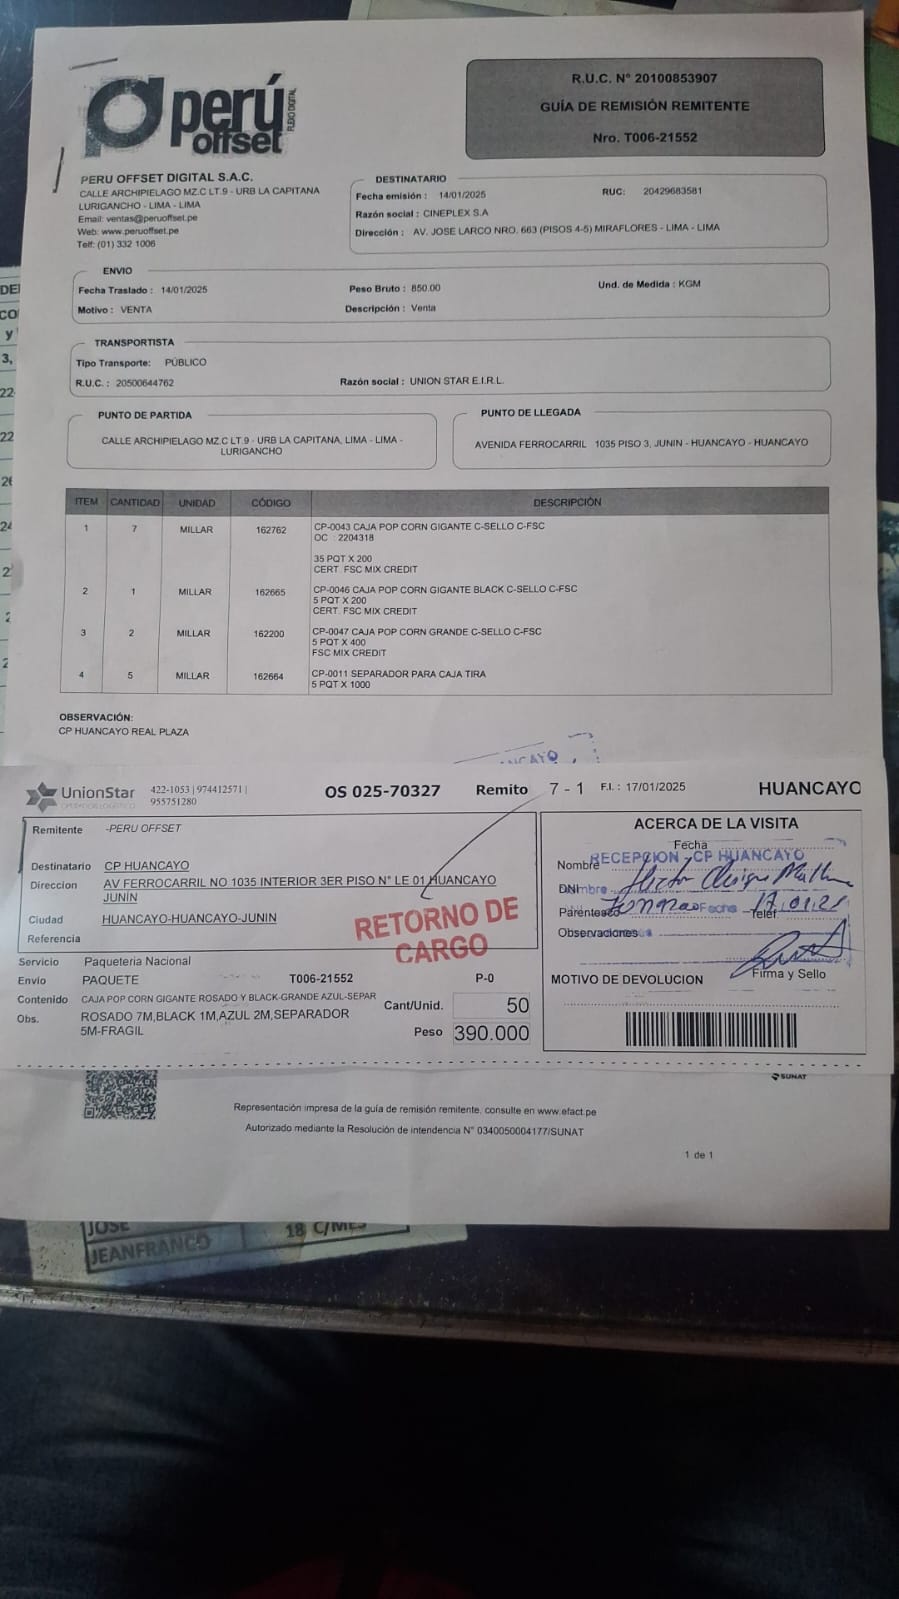 perú
offset
PLEXO DIGITAL
R.U.C. N° 20100853907
GUÍA DE REMISIÓN REMITENTE
Nro. T006-21552
PERU OFFSET DIGITAL S.A.C.
CALLE ARCHIPIELAGO MZ.C LT.9 - URB LA CAPITANA
LURIGANCHO - LIMA - LIMA
Email: ventas@peruoffset.pe
Web: www.peruoffset.pe
Telf: (01) 332 1006
DESTINATARIO
Fecha emisión : 14/01/2025 RUC: 20429683581
Razón social : CINEPLEX S.A
Dirección : AV. JOSE LARCO NRO. 663 (PISOS 4-5) MIRAFLORES - LIMA - LIMA
ENVIO
Fecha Traslado : 14/01/2025 Peso Bruto : 850.00 Und. de Medida : KGM
Motivo : VENTA Descripción : Venta
TRANSPORTISTA
Tipo Transporte: PÚBLICO
R.U.C. : 20500644762 Razón social : UNION STAR E.I.R.L.
PUNTO DE PARTIDA
CALLE ARCHIPIELAGO MZ.C LT.9 - URB LA CAPITANA, LIMA - LIMA -
LURIGANCHO
PUNTO DE LLEGADA
AVENIDA FERROCARRIL 1035 PISO 3, JUNIN - HUANCAYO - HUANCAYO
ITEM CANTIDAD UNIDAD CÓDIGO DESCRIPCIÓN
1 7 MILLAR 162762 CP-0043 CAJA POP CORN GIGANTE C-SELLO C-FSC
OC : 2204318
35 PQT X 200
CERT. FSC MIX CREDIT
2 1 MILLAR 162665 CP-0046 CAJA POP CORN GIGANTE BLACK C-SELLO C-FSC
5 PQT X 200
CERT. FSC MIX CREDIT
3 2 MILLAR 162200 CP-0047 CAJA POP CORN GRANDE C-SELLO C-FSC
5 PQT X 400
FSC MIX CREDIT
4 5 MILLAR 162664 CP-0011 SEPARADOR PARA CAJA TIRA
5 PQT X 1000
OBSERVACIÓN:
CP HUANCAYO REAL PLAZA
UnionStar
422-1053 | 974412571 |
955751280
OS 025-70327 Remito 7 - 1 F.I. : 17/01/2025 HUANCAYO
Remitente -PERU OFFSET
Destinatario CP HUANCAYO
Direccion AV FERROCARRIL NO 1035 INTERIOR 3ER PISO N° LE 01 HUANCAYO
JUNIN
Ciudad HUANCAYO-HUANCAYO-JUNIN
Referencia
RETORNO DE
CARGO
Servicio Paqueteria Nacional
Envío PAQUETE T006-21552 P-0
Contenido CAJA POP CORN GIGANTE ROSADO Y BLACK-GRANDE AZUL-SEPAR
Obs. ROSADO 7M,BLACK 1M,AZUL 2M,SEPARADOR
5M-FRAGIL
Cant/Unid. 50
Peso 390.000
ACERCA DE LA VISITA
Fecha
RECEPCION - CP HUANCAYO
Nombre
DNI
Parentesco
Fecha
Telef
Observaciones
Firma y Sello
MOTIVO DE DEVOLUCION
SUNAT
Representación impresa de la guía de remisión remitente, consulte en www.efact.pe
Autorizado mediante la Resolución de intendencia N° 0340050004177/SUNAT
1 de 1
JOSE
JEANFRANCO
18 C/MES